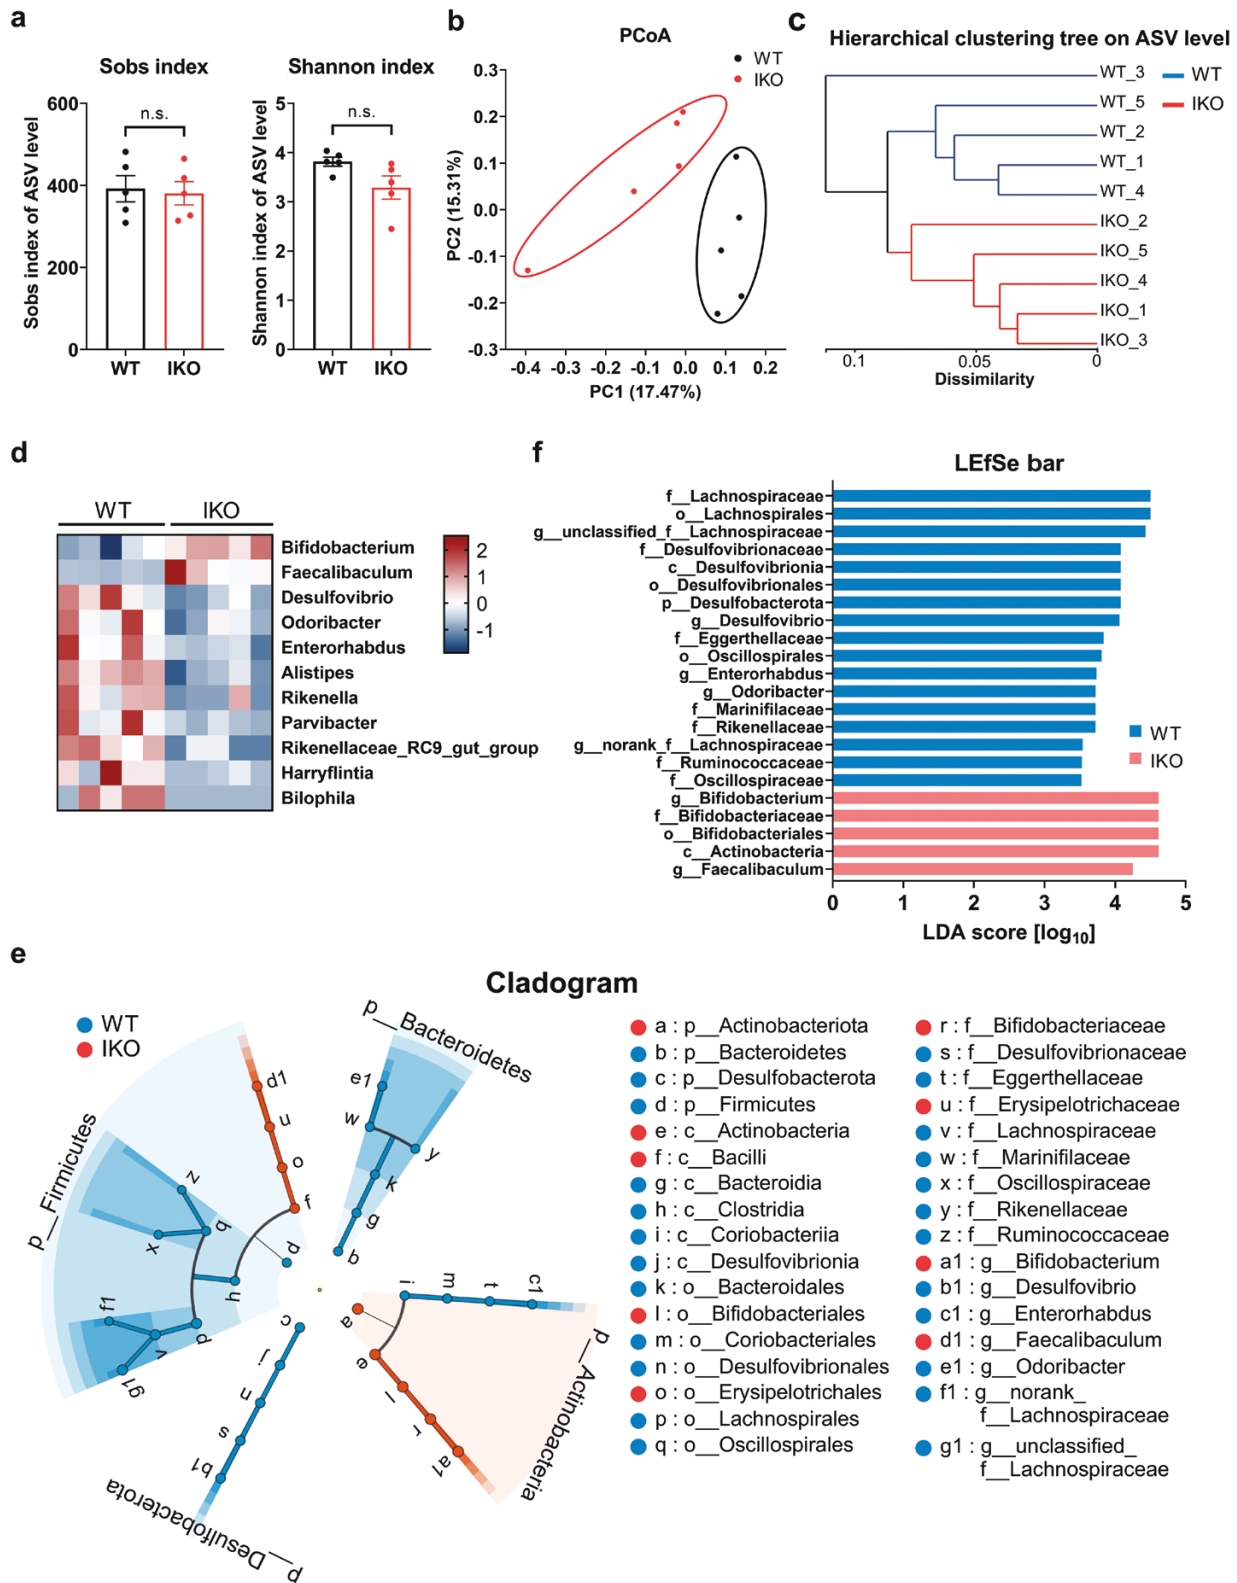 a
Sobs index
Sobs index of ASV level
600
400
200
0
n.s.
WT
IKO
Shannon index
Shannon index of ASV level
5
4
3
2
1
0
n.s.
WT
IKO
b
PCoA
WT
IKO
PC2 (15.31%)
0.3
0.2
0.1
0.0
-0.1
-0.2
-0.3
-0.4 -0.3 -0.2 -0.1 0.0 0.1 0.2
PC1 (17.47%)
c
Hierarchical clustering tree on ASV level
WT_3
WT_5
WT_2
WT_1
WT_4
IKO_2
IKO_5
IKO_4
IKO_1
IKO_3
WT
IKO
0.1 0.05 0
Dissimilarity
d
WT IKO
Bifidobacterium
Faecalibaculum
Desulfovibrio
Odoribacter
Enterorhabdus
Alistipes
Rikenella
Parvibacter
Rikenellaceae_RC9_gut_group
Harryflintia
Bilophila
2
1
0
-1
f
LEfSe bar
f__Lachnospiraceae
o__Lachnospirales
g__unclassified_f__Lachnospiraceae
f__Desulfovibrionaceae
c__Desulfovibrionia
o__Desulfovibrionales
p__Desulfobacterota
g__Desulfovibrio
f__Eggerthellaceae
o__Oscillospirales
g__Enterorhabdus
g__Odoribacter
f__Marinifilaceae
f__Rikenellaceae
g__norank_f__Lachnospiraceae
f__Ruminococcaceae
f__Oscillospiraceae
g__Bifidobacterium
f__Bifidobacteriaceae
o__Bifidobacteriales
c__Actinobacteria
g__Faecalibaculum
WT
IKO
0 1 2 3 4 5
LDA score [log10]
e
Cladogram
WT
IKO
p__Firmicutes
p__Bacteroidetes
p__Actinobacteria
p__Desulfobacterota
d1
u
o
f
p
z
x
q
h
f1
v
g1
d
e1
w
y
k
g
b
c
j
n
s
b1
a
i
m
t
c1
e
l
r
a1
a : p__Actinobacteriota
b : p__Bacteroidetes
c : p__Desulfobacterota
d : p__Firmicutes
e : c__Actinobacteria
f : c__Bacilli
g : c__Bacteroidia
h : c__Clostridia
i : c__Coriobacteriia
j : c__Desulfovibrionia
k : o__Bacteroidales
l : o__Bifidobacteriales
m : o__Coriobacteriales
n : o__Desulfovibrionales
o : o__Erysipelotrichales
p : o__Lachnospirales
q : o__Oscillospirales
r : f__Bifidobacteriaceae
s : f__Desulfovibrionaceae
t : f__Eggerthellaceae
u : f__Erysipelotrichaceae
v : f__Lachnospiraceae
w : f__Marinifilaceae
x : f__Oscillospiraceae
y : f__Rikenellaceae
z : f__Ruminococcaceae
a1 : g__Bifidobacterium
b1 : g__Desulfovibrio
c1 : g__Enterorhabdus
d1 : g__Faecalibaculum
e1 : g__Odoribacter
f1 : g__norank_
f__Lachnospiraceae
g1 : g__unclassified_
f__Lachnospiraceae